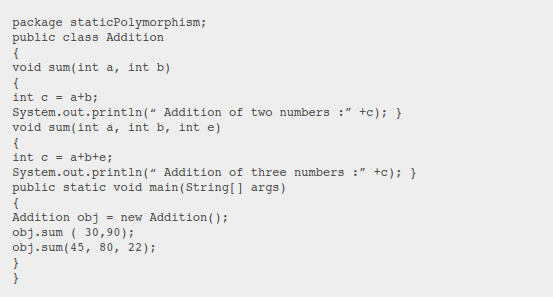 package staticPolymorphism;
public class Addition
{
void sum(int a, int b)
{
int c = a+b;
System.out.println(“ Addition of two numbers :” +c); }
void sum(int a, int b, int e)
{
int c = a+b+e;
System.out.println(“ Addition of three numbers :” +c); }
public static void main(String[] args)
{
Addition obj = new Addition();
obj.sum ( 30,90);
obj.sum(45, 80, 22);
}
}